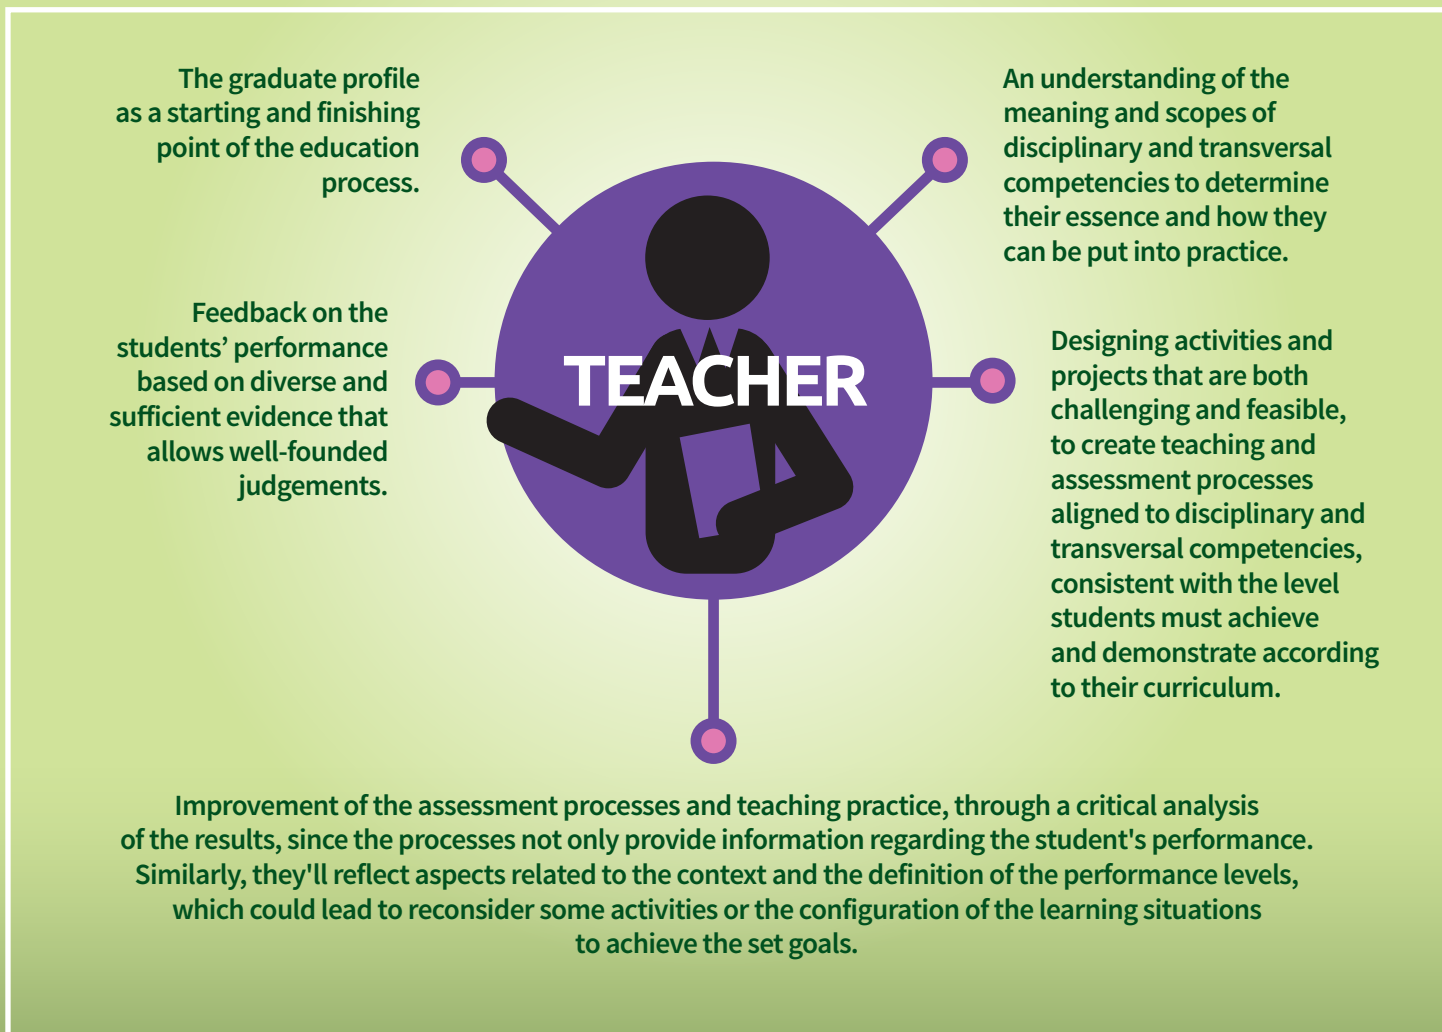 The graduate profile
as a starting and finishing
point of the education
process.
An understanding of the
meaning and scopes of
disciplinary and transversal
competencies to determine
their essence and how they
can be put into practice.
Feedback on the
students’ performance
based on diverse and
sufficient evidence that
allows well-founded
judgements.
TEACHER
Designing activities and
projects that are both
challenging and feasible,
to create teaching and
assessment processes
aligned to disciplinary and
transversal competencies,
consistent with the level
students must achieve
and demonstrate according
to their curriculum.
Improvement of the assessment processes and teaching practice, through a critical analysis
of the results, since the processes not only provide information regarding the student's performance.
Similarly, they'll reflect aspects related to the context and the definition of the performance levels,
which could lead to reconsider some activities or the configuration of the learning situations
to achieve the set goals.